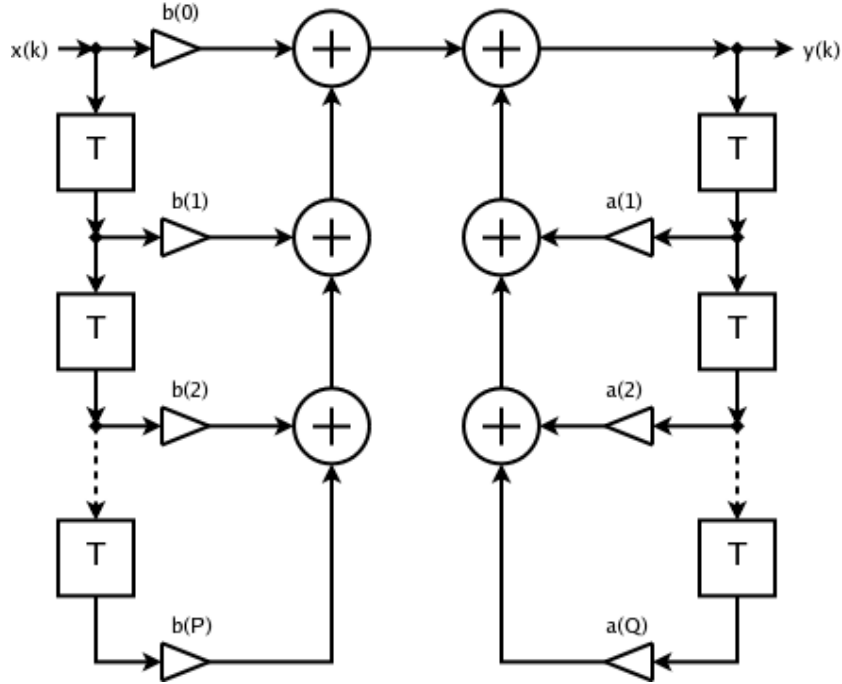 b(0)
x(k)
y(k)
T
T
b(1)
a(1)
T
T
b(2)
a(2)
T
T
b(P)
a(Q)